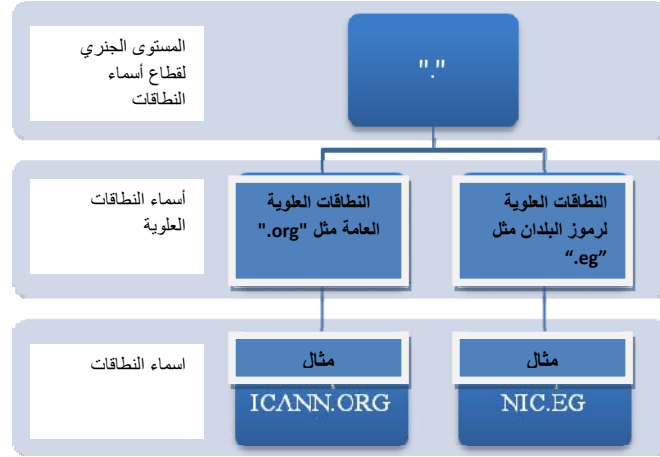 المستوى الجنري
لقطاع أسماء
النطاقات
"."
أسماء النطاقات
العلوية
النطاقات العلوية
العامة مثل "org."
النطاقات العلوية
لرموز البلدان مثل
“.eg”
اسماء النطاقات
مثال
ICANN.ORG
مثال
NIC.EG